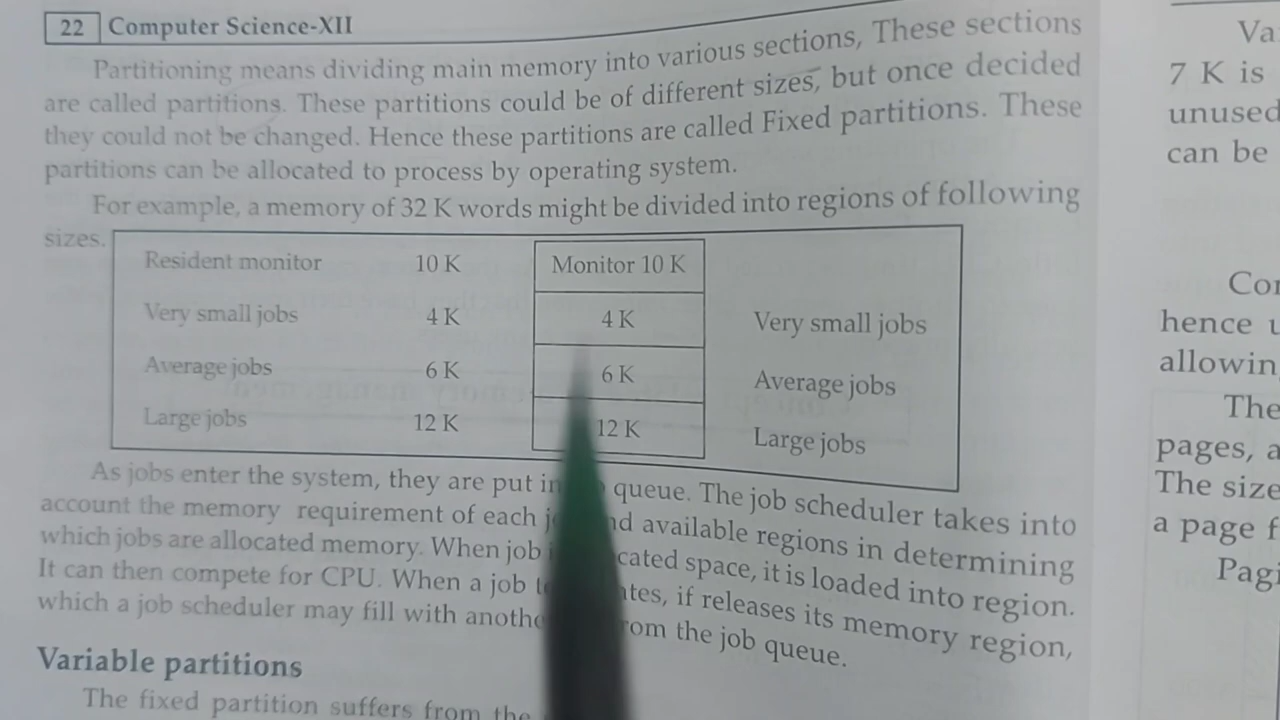 22 Computer Science-XII
Partitioning means dividing main memory into various sections, These sections
are called partitions. These partitions could be of different sizes, but once decided
they could not be changed. Hence these partitions are called Fixed partitions. These
partitions can be allocated to process by operating system.
For example, a memory of 32 K words might be divided into regions of following
sizes.
Resident monitor 10 K Monitor 10 K
Very small jobs 4 K 4 K Very small jobs
Average jobs 6 K 6 K Average jobs
Large jobs 12 K 12 K Large jobs
As jobs enter the system, they are put in queue. The job scheduler takes into
account the memory requirement of each and available regions in determining
which jobs are allocated memory. When job space, it is loaded into region.
It can then compete for CPU. When a job if releases its memory region,
which a job scheduler may fill with from the job queue.
Variable partitions
The fixed partition suffers from the
Va
7 K is
unused
can be
Con
hence u
allowin
The
pages, a
The size
a page f
Pagi